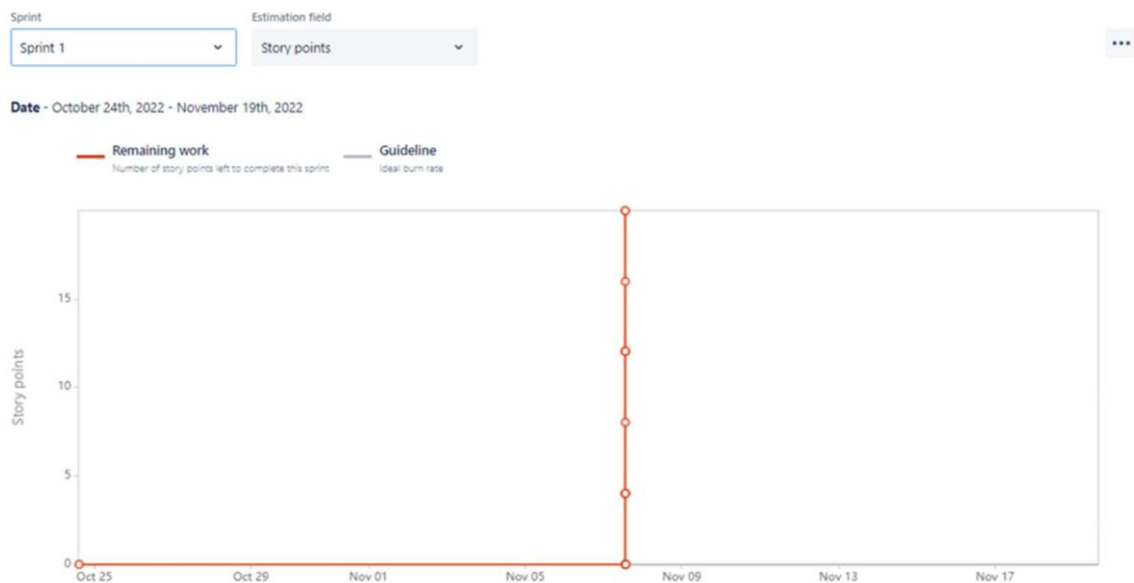 Sprint
Estimation field
Sprint 1
Story points
Date - October 24th, 2022 - November 19th, 2022
Remaining work
Number of story points left to complete this sprint
Guideline
Ideal burn rate
Story points
15
10
5
0
Oct 25
Oct 29
Nov 01
Nov 05
Nov 09
Nov 13
Nov 17